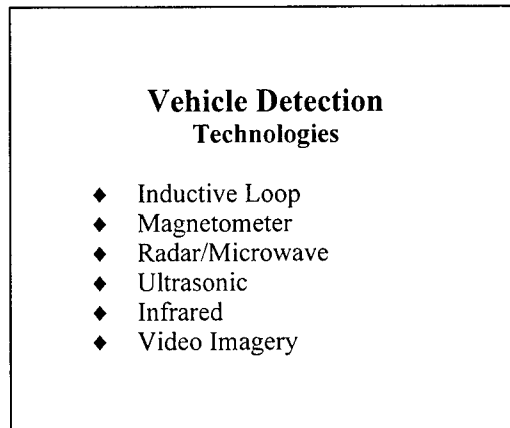 Vehicle Detection
Technologies
♦ Inductive Loop
♦ Magnetometer
♦ Radar/Microwave
♦ Ultrasonic
♦ Infrared
♦ Video Imagery